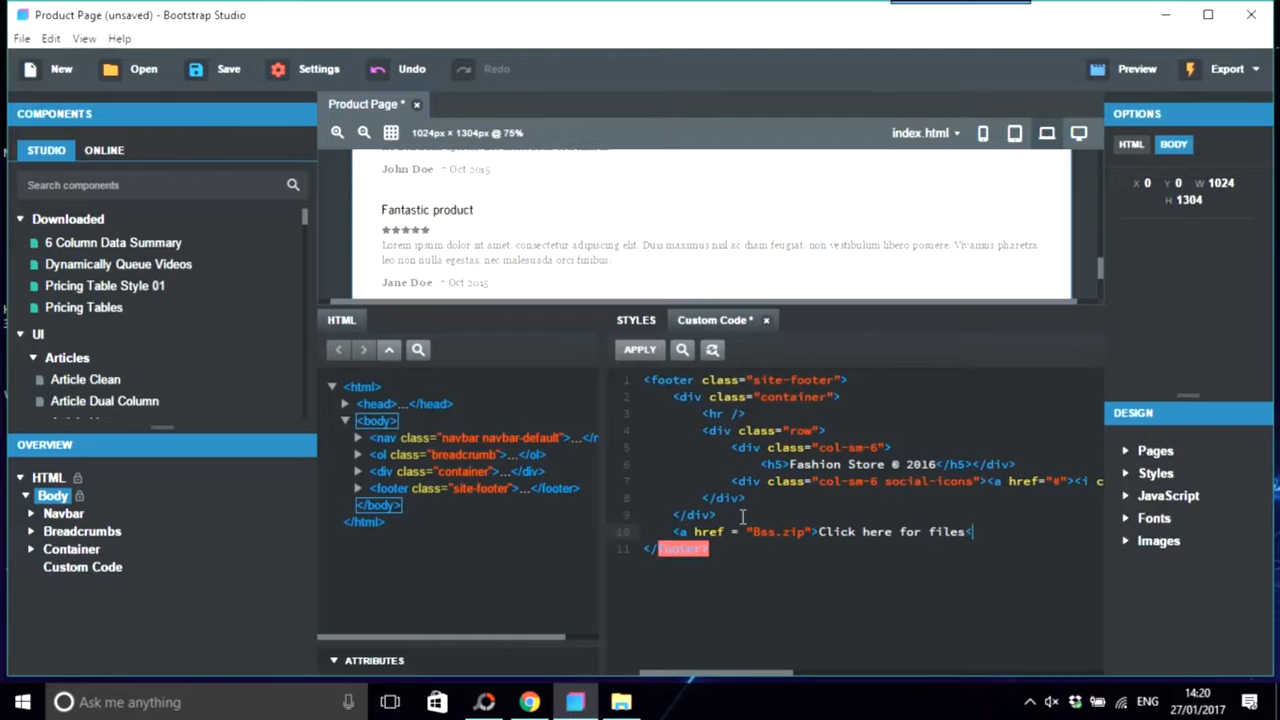 Product Page (unsaved) - Bootstrap Studio
File Edit View Help
New Open Save Settings Undo Redo Preview Export
COMPONENTS
STUDIO ONLINE
Search components
Downloaded
6 Column Data Summary
Dynamically Queue Videos
Pricing Table Style 01
Pricing Tables
UI
Articles
Article Clean
Article Dual Column
OVERVIEW
HTML
Body
Navbar
Breadcrumbs
Container
Custom Code
Product Page *
1024px × 1304px @ 75%
index.html
John Doe - Oct 2015
Fantastic product
★★★★★
Lorem ipsum dolor sit amet, consectetur adipiscing elit. Duis maximus nisl ac diam feugiat, non vestibulum libero posuere. Vivamus pharetra
leo non nulla egestas, nec malesuada orci finibus.
Jane Doe - Oct 2015
HTML
<html>
<head>...</head>
<body>
<nav class="navbar navbar-default">...</n
<ol class="breadcrumb">...</ol>
<div class="container">...</div>
<footer class="site-footer">...</footer>
</body>
</html>
ATTRIBUTES
STYLES Custom Code *
APPLY
1 <footer class="site-footer">
2 <div class="container">
3 <hr />
4 <div class="row">
5 <div class="col-sm-6">
6 <h5>Fashion Store © 2016</h5></div>
7 <div class="col-sm-6 social-icons"><a href="#"><i c
8 </div>
9 </div>
10 <a href = "Bss.zip">Click here for files<
11 </footer>
OPTIONS
HTML BODY
X 0 Y 0 W 1024
H 1304
DESIGN
Pages
Styles
JavaScript
Fonts
Images
Ask me anything
ENG
14:20
27/01/2017